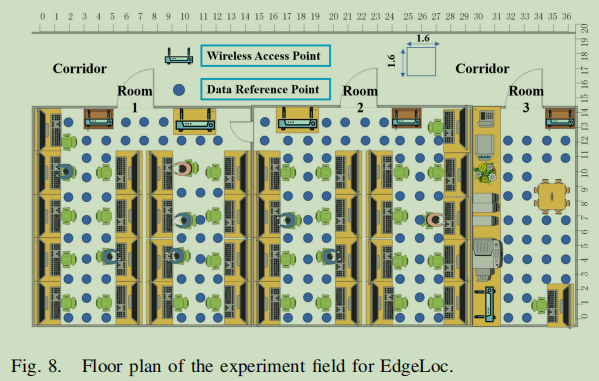 0 1 2 3 4 5 6 7 8 9 10 11 12 13 14 15 16 17 18 19 20 21 22 23 24 25 26 27 28 29 30 31 32 33 34 35 36
Wireless Access Point
Data Reference Point
1.6
1.6
Corridor
Corridor
Room
1
Room
2
Room
3
20
19
18
17
16
15
14
13
12
11
10
9
8
7
6
5
4
3
2
1
0
Fig. 8. Floor plan of the experiment field for EdgeLoc.